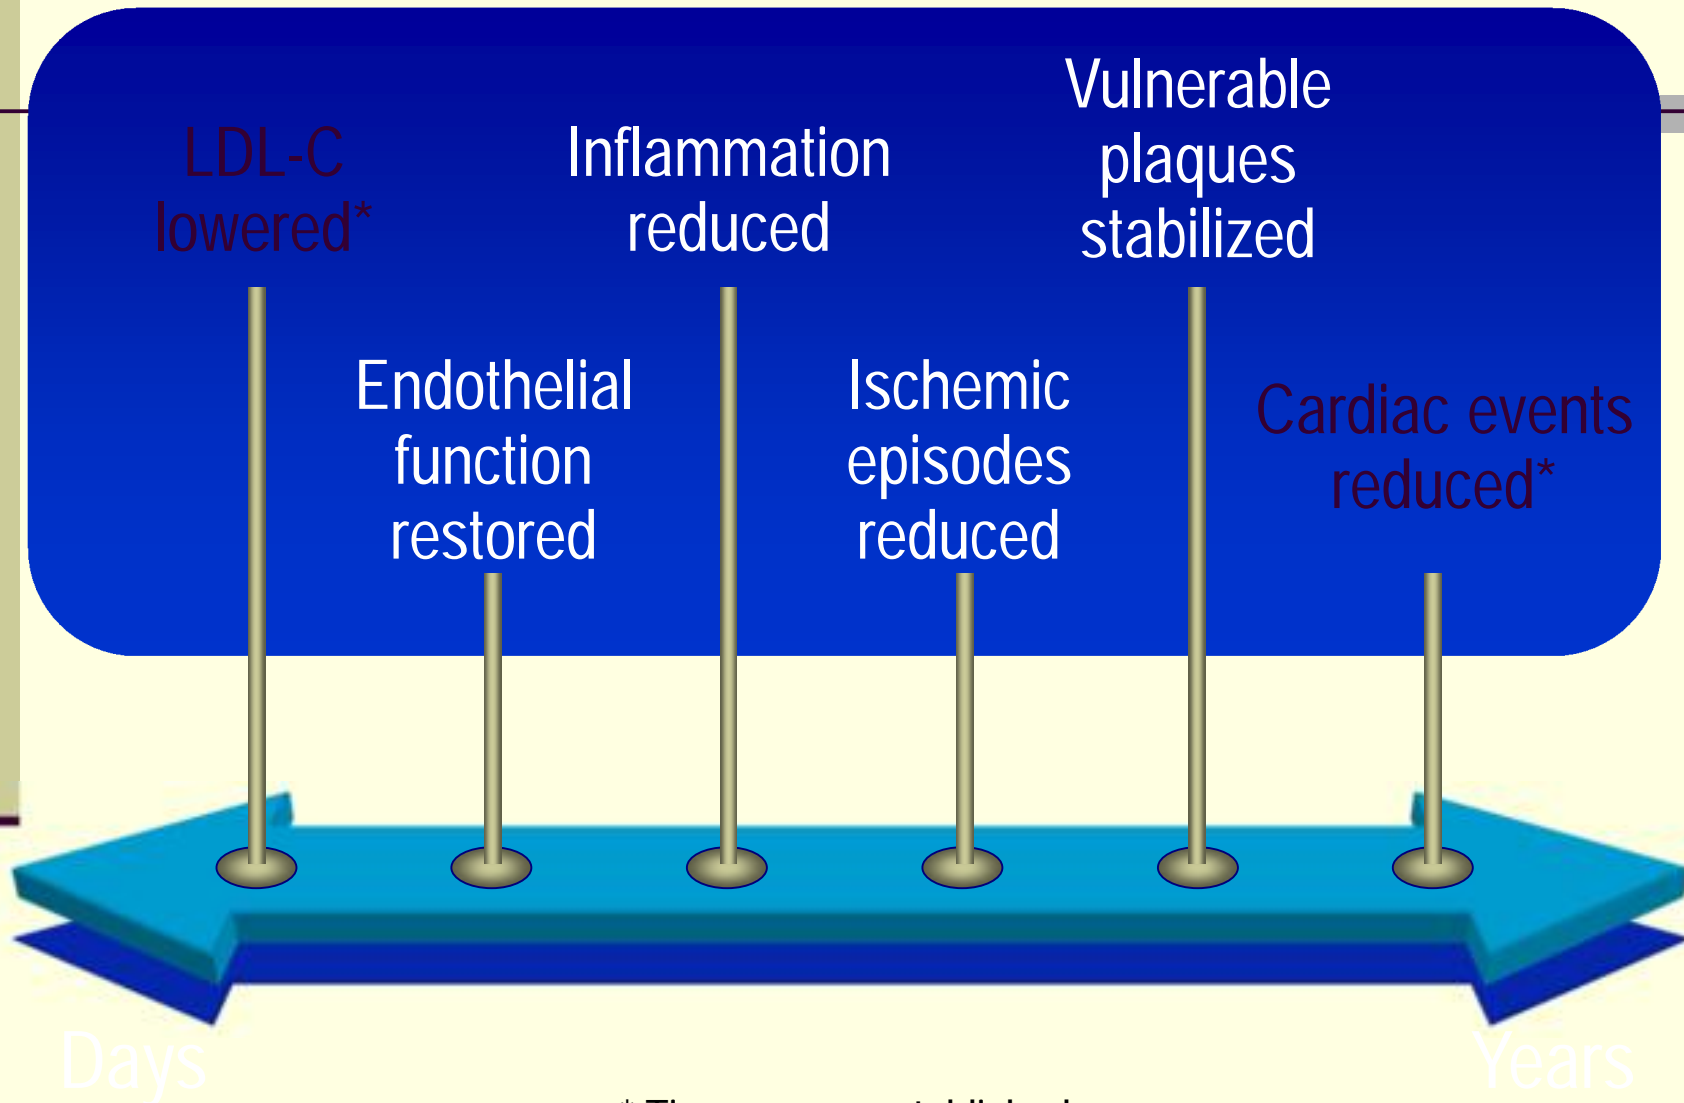 LDL-C
lowered*
Endothelial
function
restored
Inflammation
reduced
Ischemic
episodes
reduced
Vulnerable
plaques
stabilized
Cardiac events
reduced*
Days
Years
*